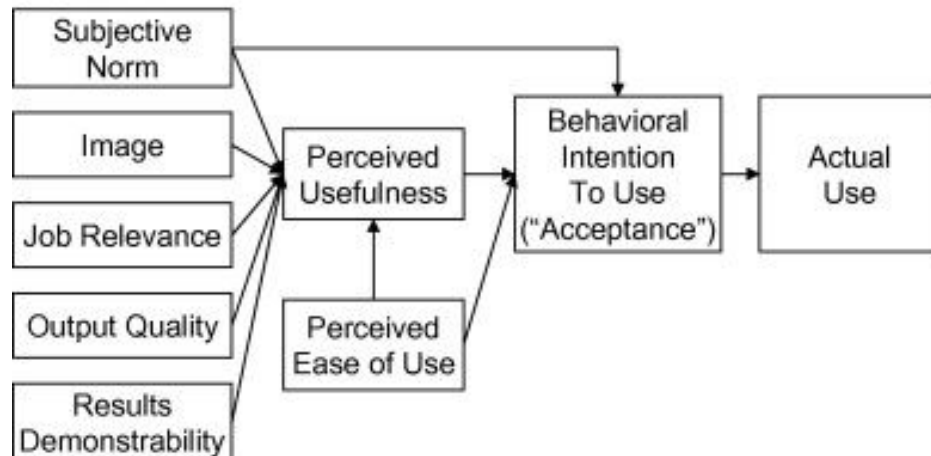 Subjective
Norm
Image
Job Relevance
Output Quality
Results
Demonstrability
Perceived
Usefulness
Perceived
Ease of Use
Behavioral
Intention
To Use
(“Acceptance”)
Actual
Use